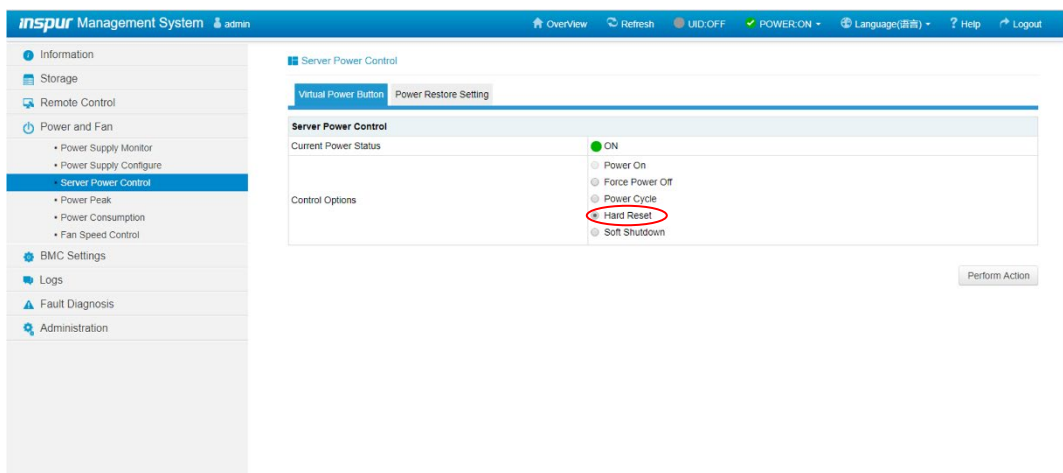 inspur Management System admin OverView Refresh UID:OFF POWER:ON Language(语言) Help Logout
Information
Storage
Remote Control
Power and Fan
• Power Supply Monitor
• Power Supply Configure
• Server Power Control
• Power Peak
• Power Consumption
• Fan Speed Control
BMC Settings
Logs
Fault Diagnosis
Administration
Server Power Control
Virtual Power Button Power Restore Setting
Server Power Control
Current Power Status ON
Control Options
Power On
Force Power Off
Power Cycle
Hard Reset
Soft Shutdown
Perform Action